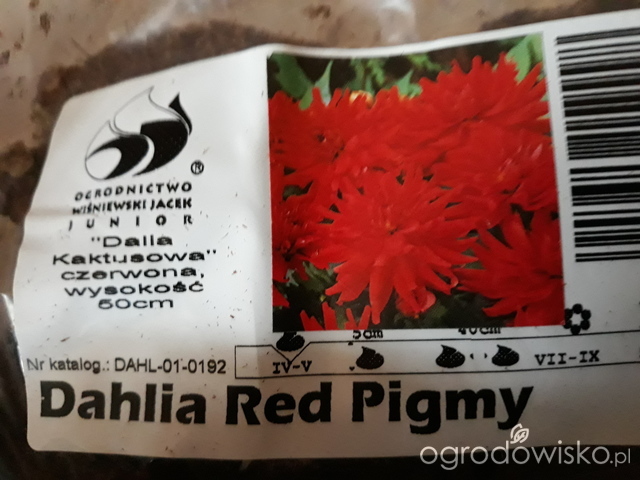 ®
OGRODNICTWO
WIŚNIEWSKI JACEK
JUNIOR
"Dalia
Kaktusowa"
czerwona,
wysokość
50cm
5cm 40cm
Nr katalog.: DAHL-01-0192
IV-V VII-IX
Dahlia Red Pigmy
ogrodowisko.pl